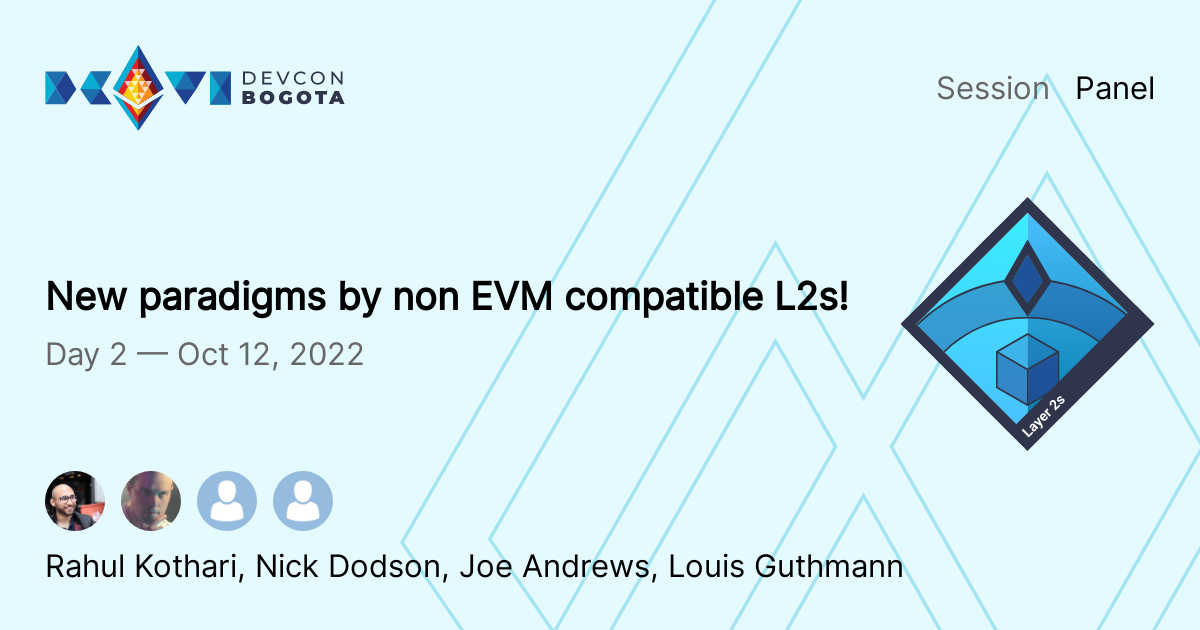 DEVCON
BOGOTA
Session Panel
New paradigms by non EVM compatible L2s!
Day 2 — Oct 12, 2022
Layer 2s
Rahul Kothari, Nick Dodson, Joe Andrews, Louis Guthmann